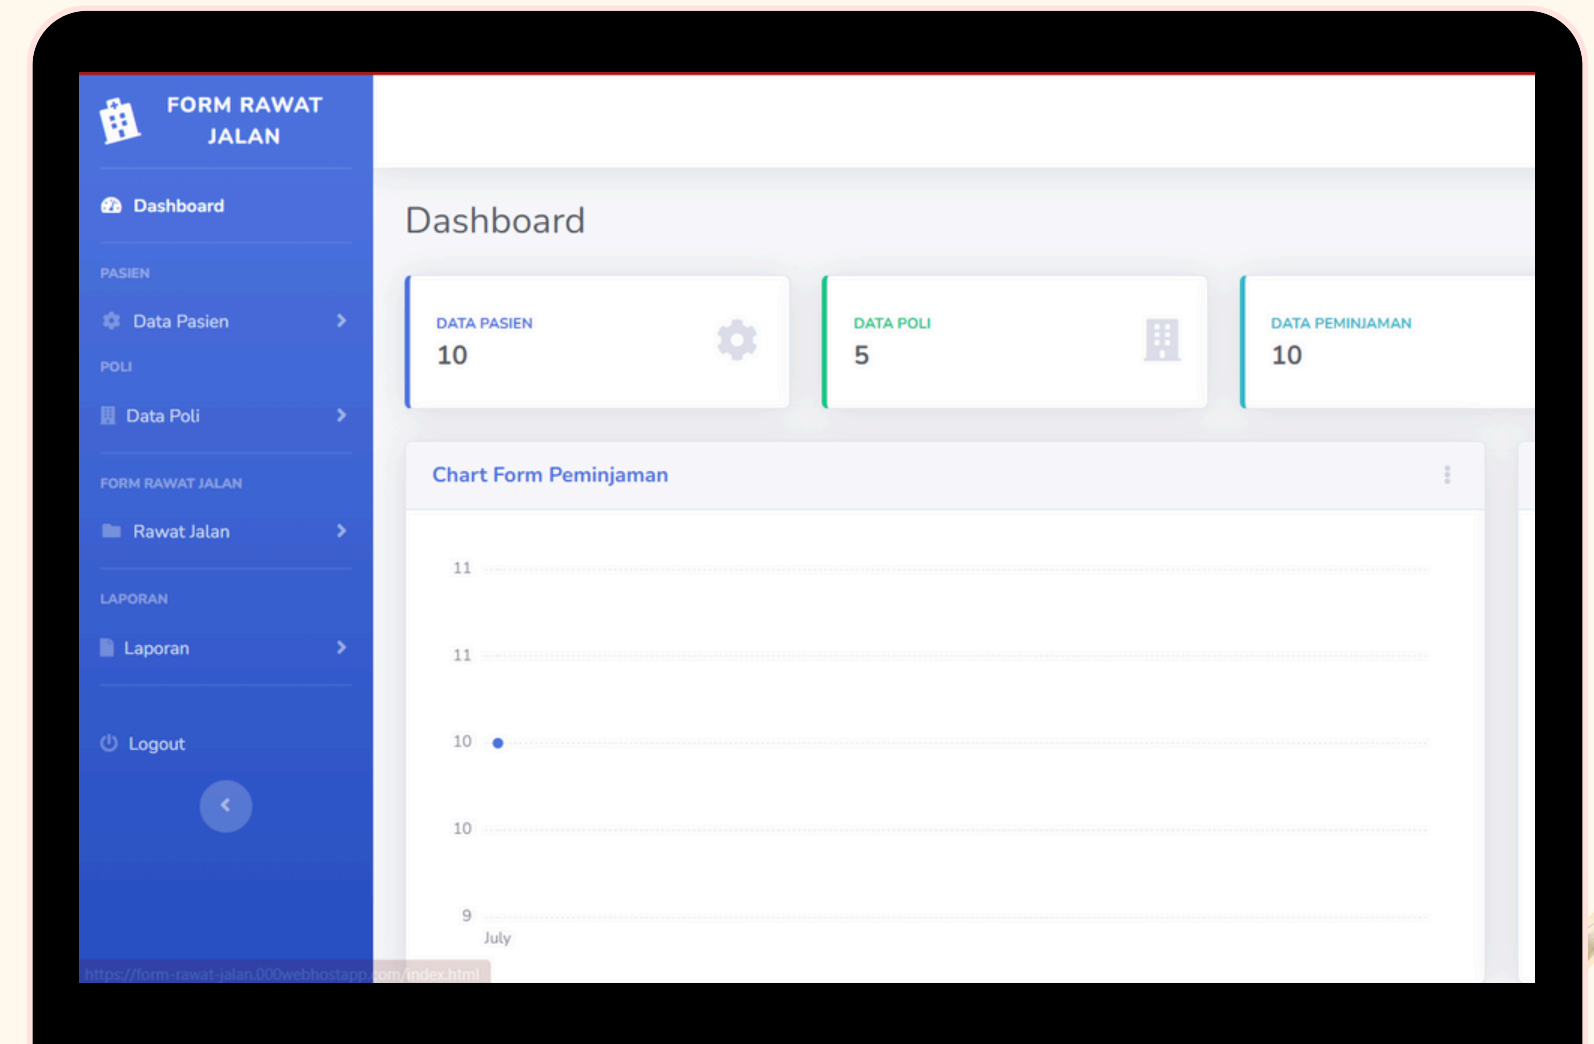 FORM RAWAT
JALAN
Dashboard
PASIEN
Data Pasien
POLI
Data Poli
FORM RAWAT JALAN
Rawat Jalan
LAPORAN
Laporan
Logout
https://form-rawat-jalan.000webhostapp.com/index.html
Dashboard
DATA PASIEN
10
DATA POLI
5
DATA PEMINJAMAN
10
Chart Form Peminjaman
11
11
10
10
9
July